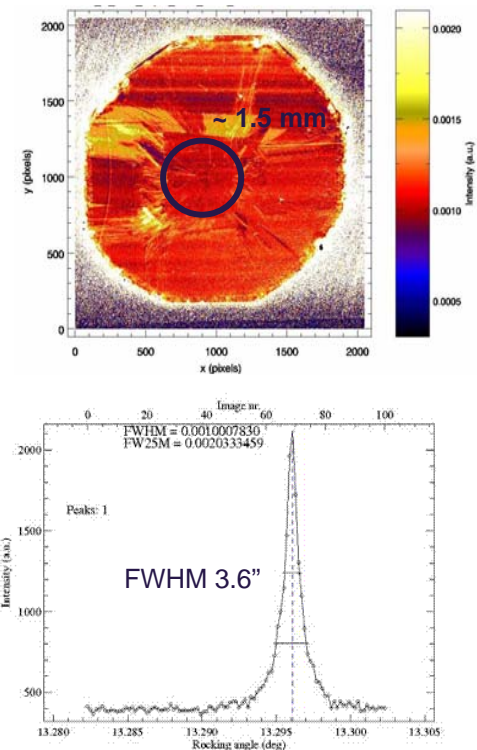 2000
1500
1000
500
0
y (pixels)
~ 1.5 mm
0 500 1000 1500 2000
x (pixels)
0.0020
0.0015
0.0010
0.0005
Intensity (a.u.)
Image nr.
0 20 40 60 80 100
FWHM = 0.0010007830
FW25M = 0.0020333459
Peaks: 1
FWHM 3.6”
2000
1500
1000
500
Intensity (a.u.)
13.280 13.285 13.290 13.295 13.300 13.305
Rocking angle (deg)